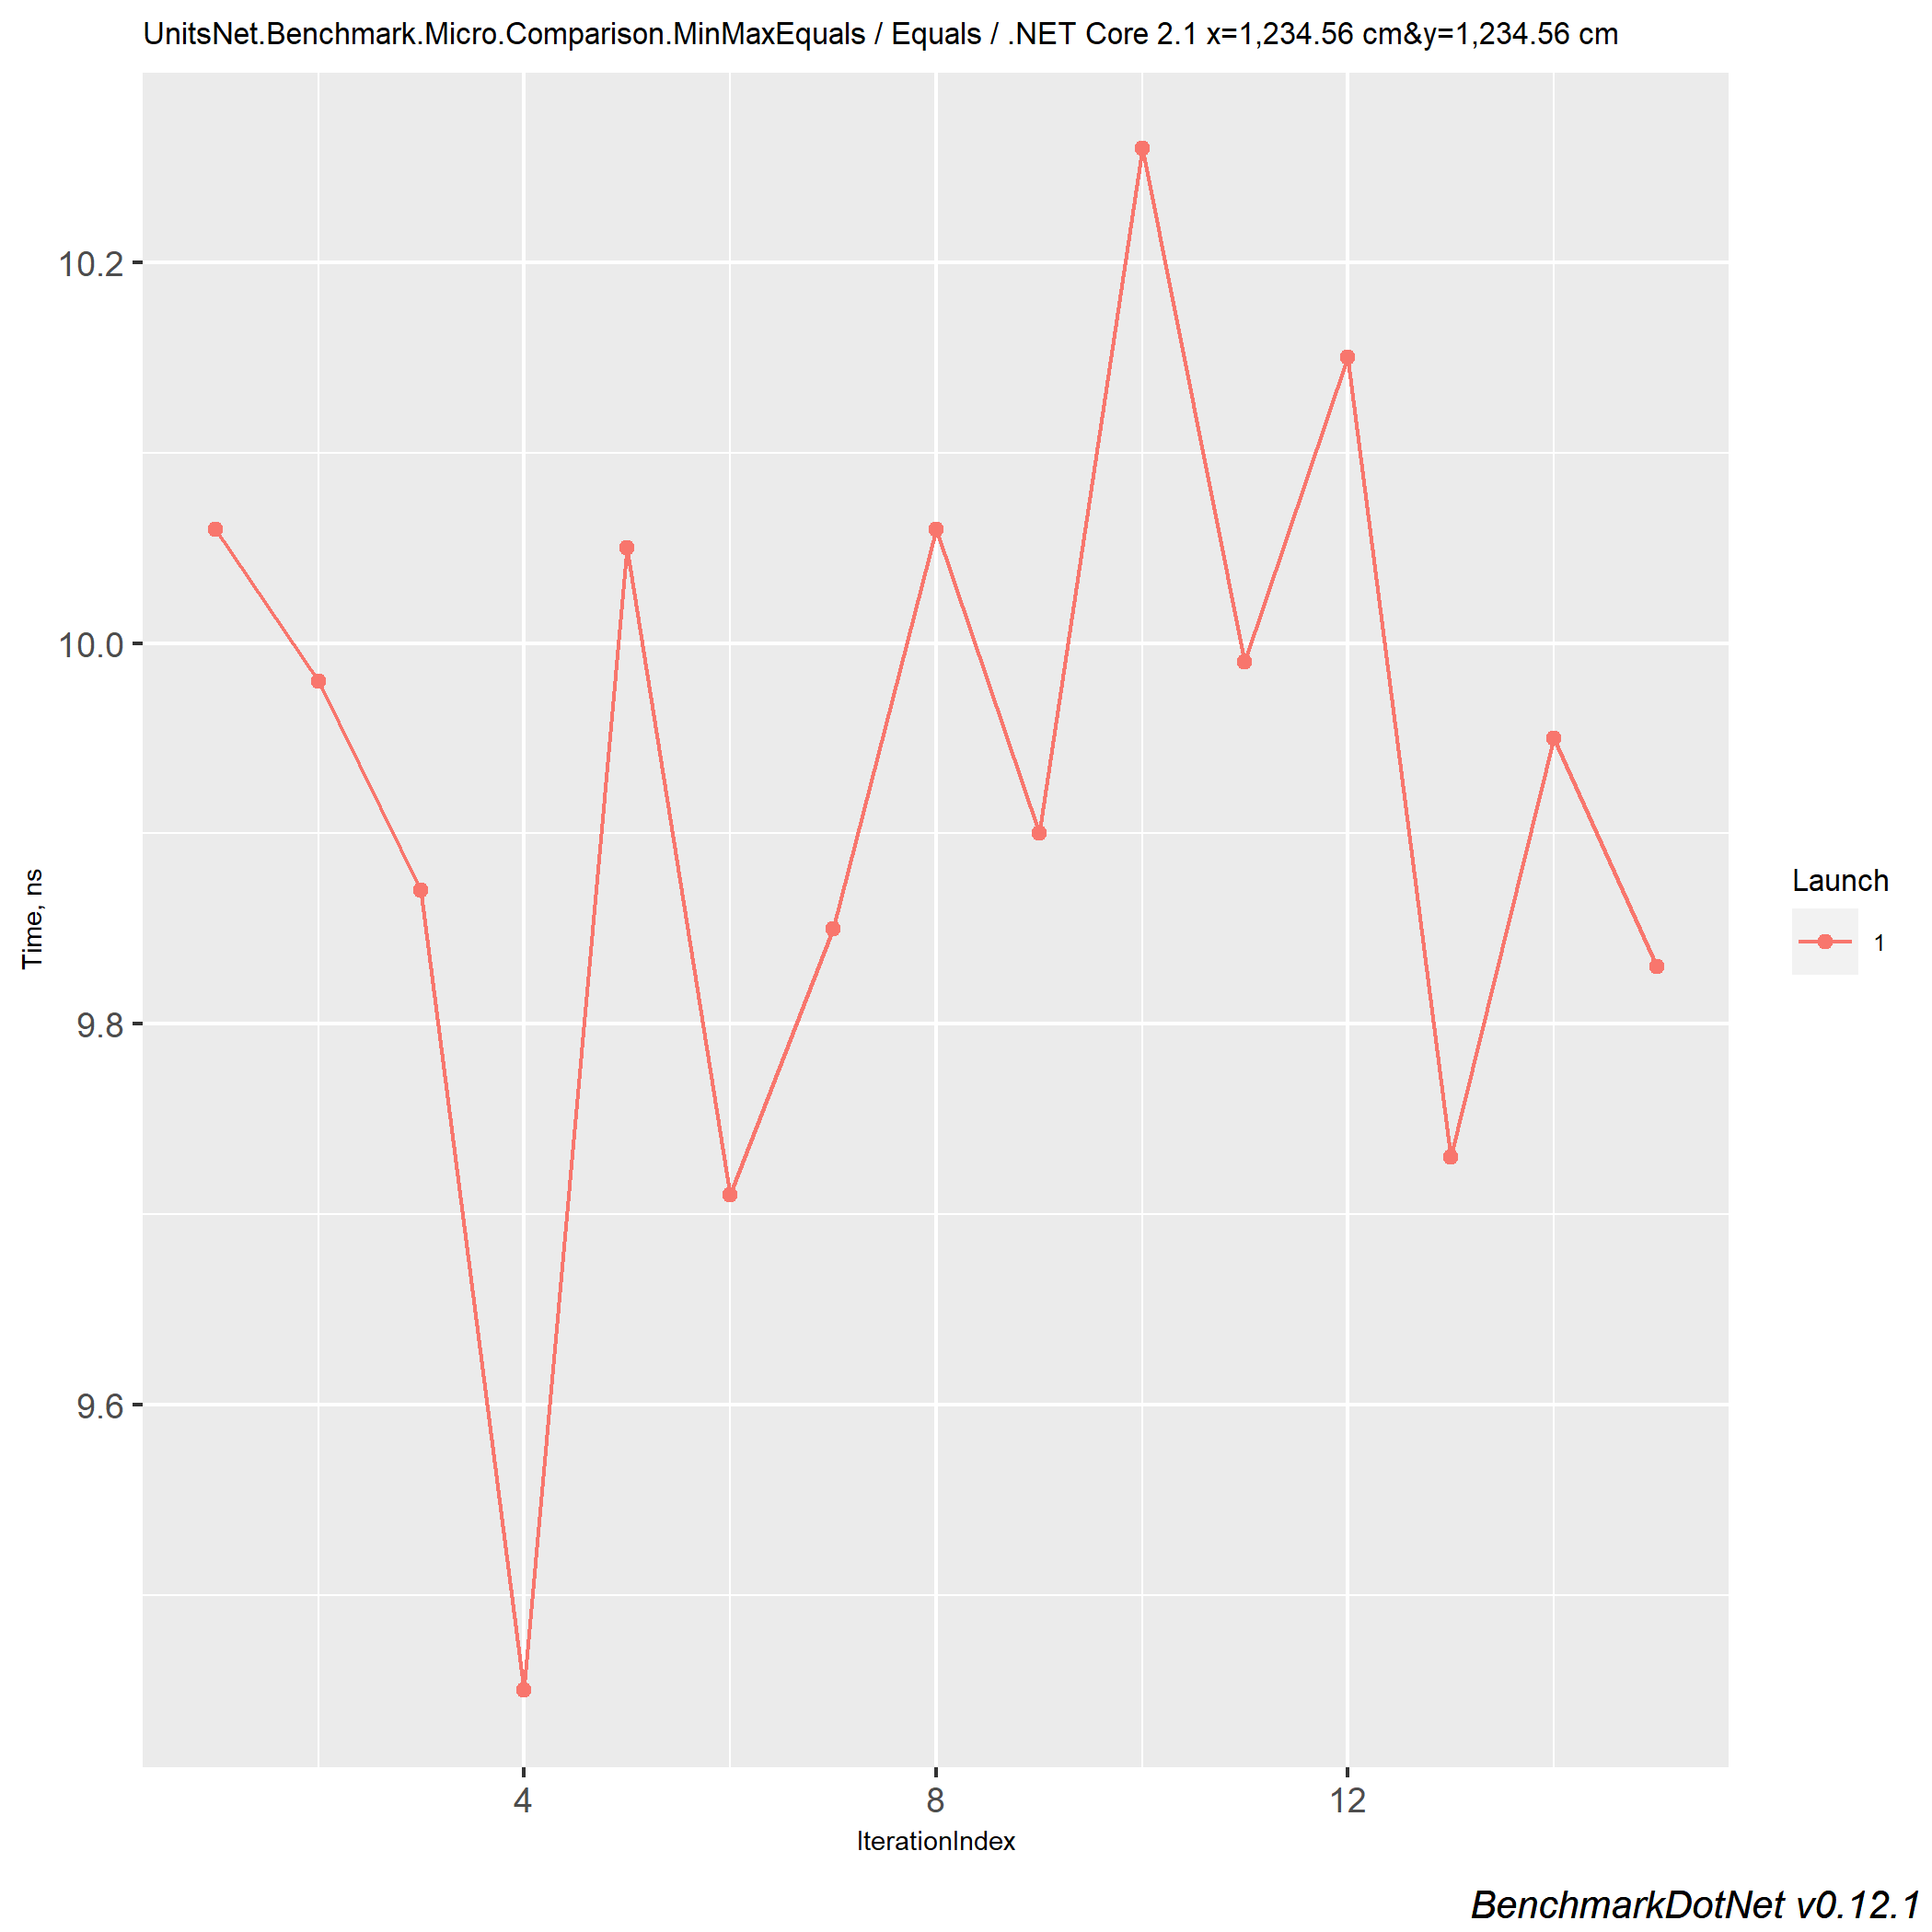 UnitsNet.Benchmark.Micro.Comparison.MinMaxEquals / Equals / .NET Core 2.1 x=1,234.56 cm&y=1,234.56 cm
10.2
10.0
9.8
9.6
Time, ns
4
8
12
IterationIndex
Launch
1
BenchmarkDotNet v0.12.1